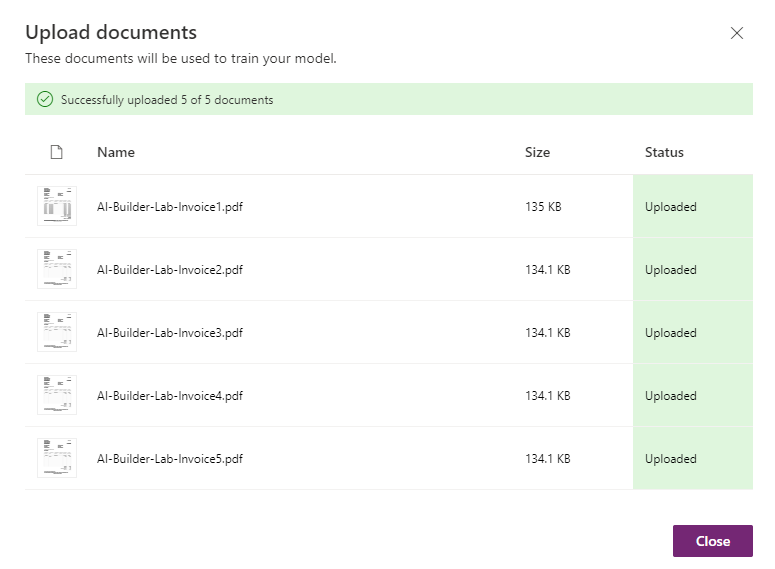 Upload documents
These documents will be used to train your model.
Successfully uploaded 5 of 5 documents
Name Size Status
AI-Builder-Lab-Invoice1.pdf 135 KB Uploaded
AI-Builder-Lab-Invoice2.pdf 134.1 KB Uploaded
AI-Builder-Lab-Invoice3.pdf 134.1 KB Uploaded
AI-Builder-Lab-Invoice4.pdf 134.1 KB Uploaded
AI-Builder-Lab-Invoice5.pdf 134.1 KB Uploaded
Close